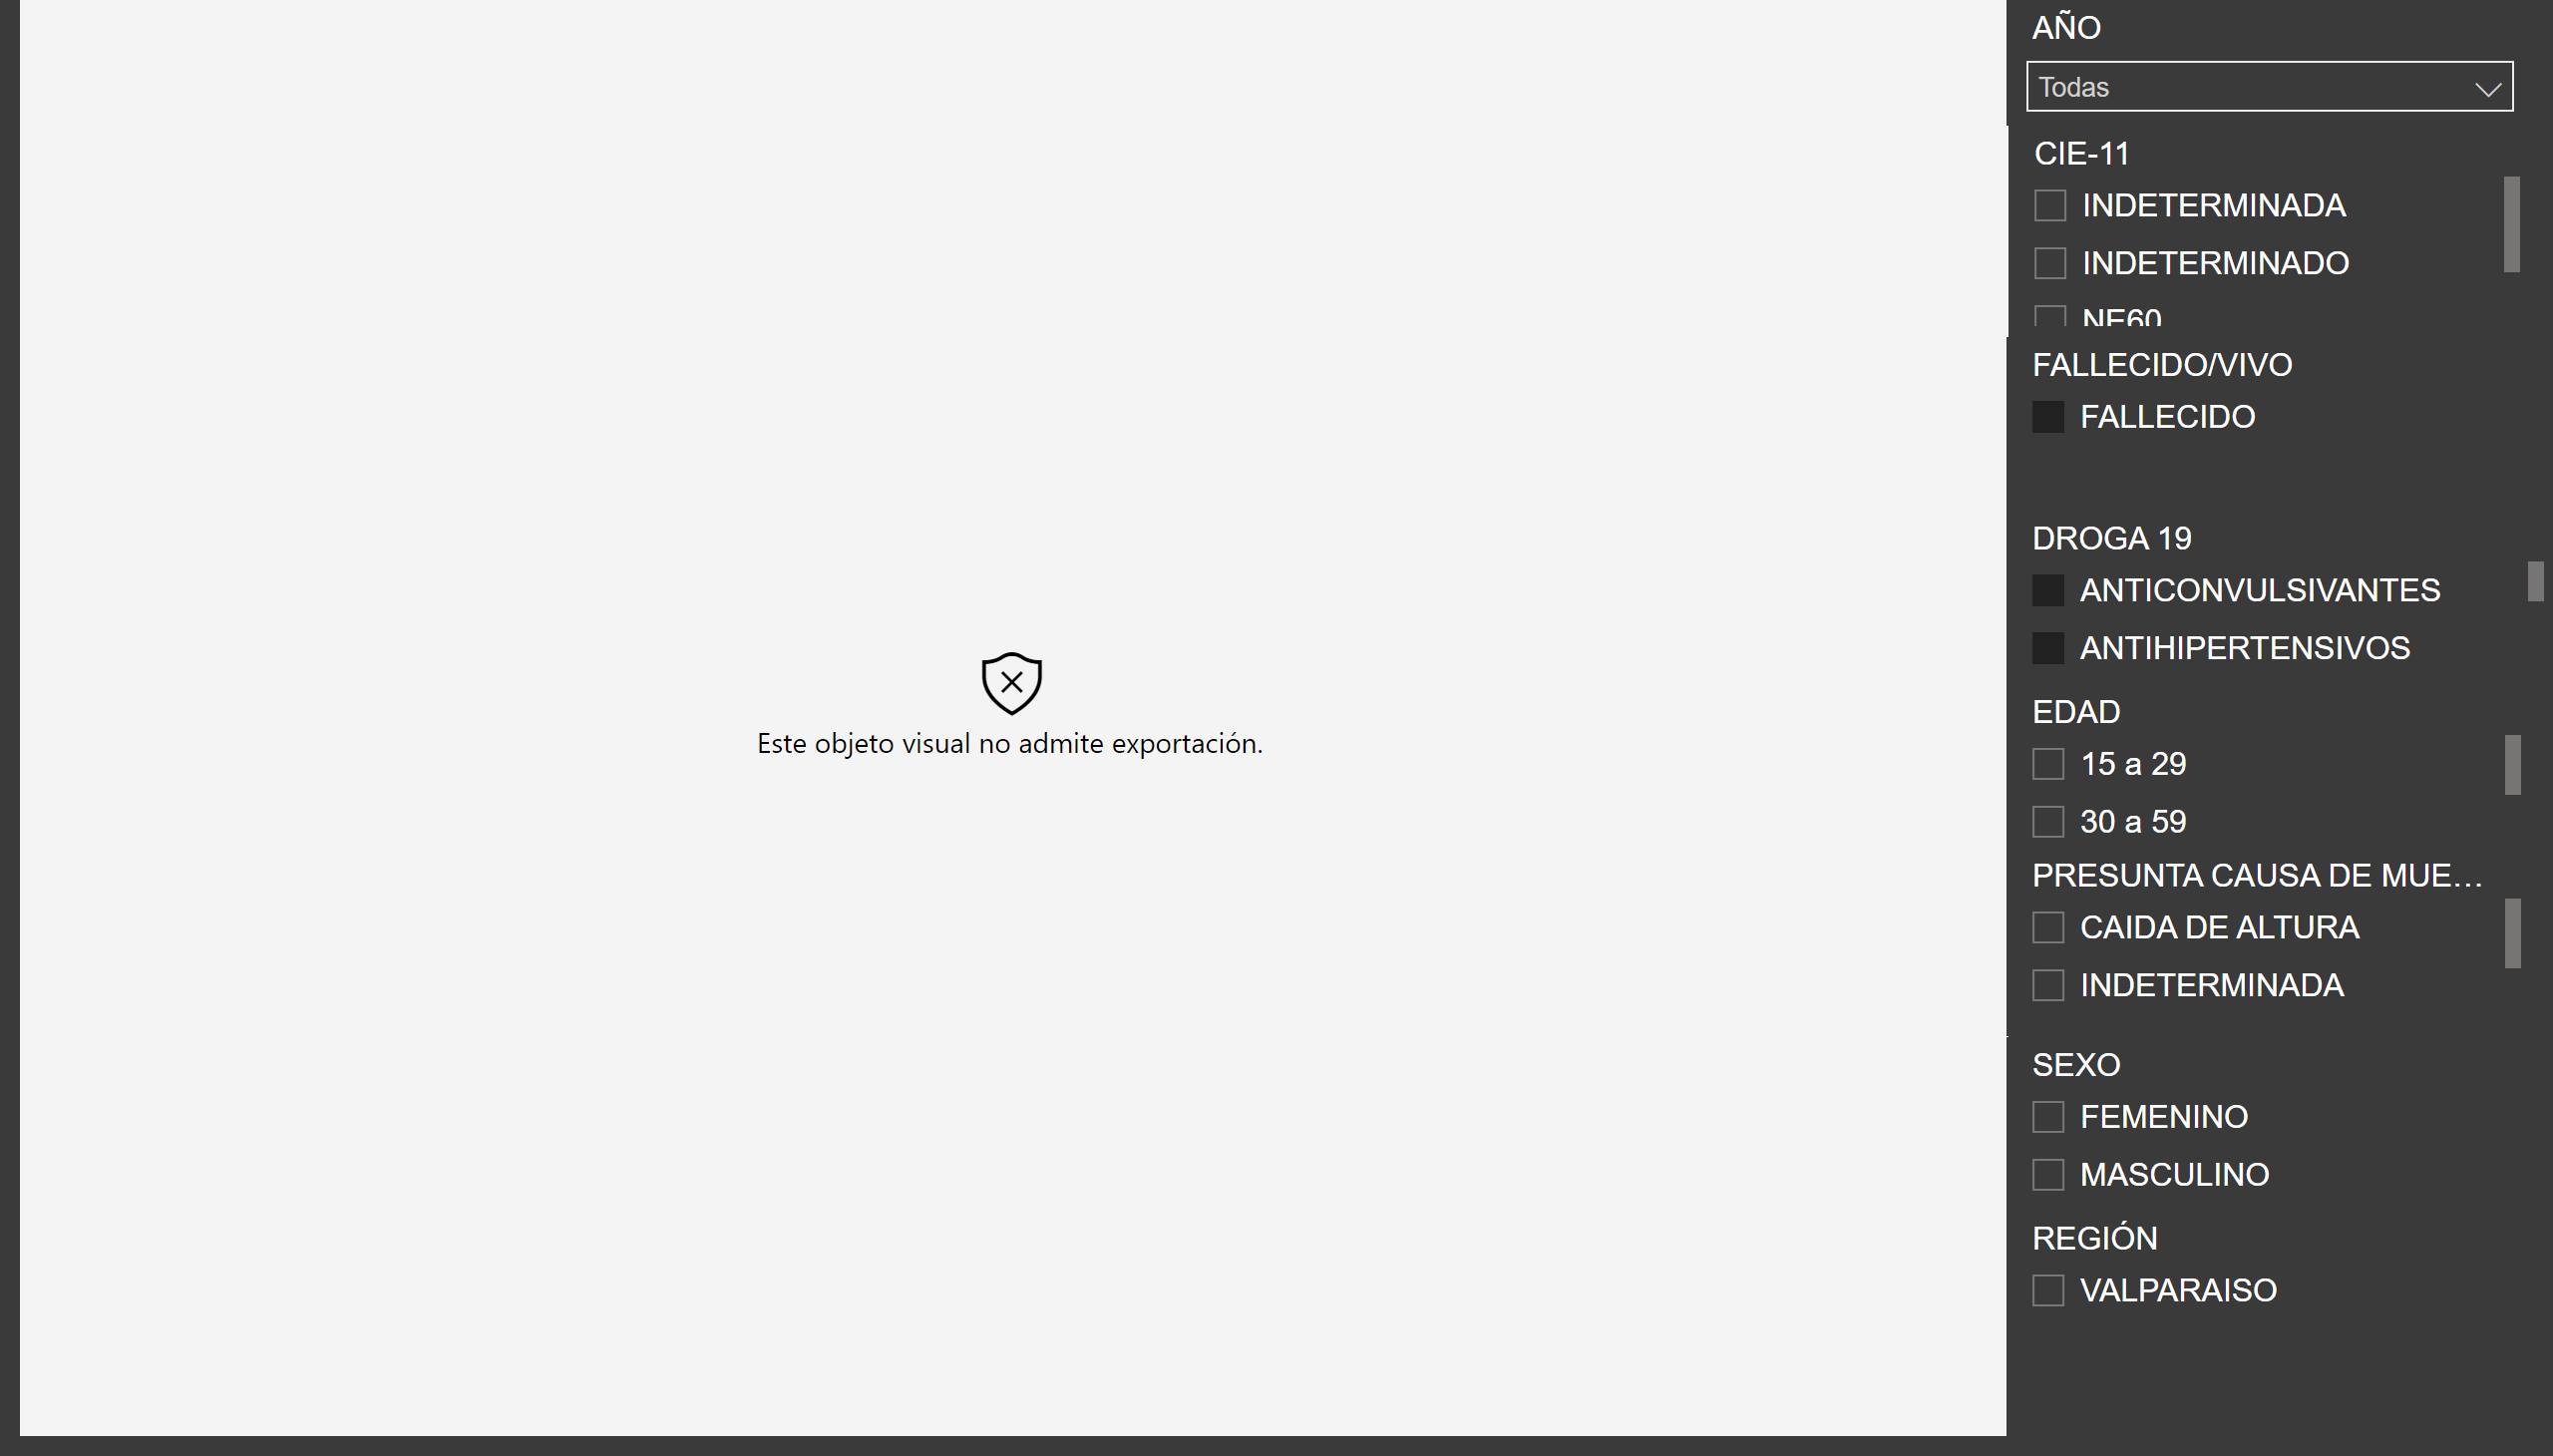 Este objeto visual no admite exportación.
AÑO
Todas
CIE-11
INDETERMINADA
INDETERMINADO
NE60
FALLECIDO/VIVO
FALLECIDO
DROGA 19
ANTICONVULSIVANTES
ANTIHIPERTENSIVOS
EDAD
15 a 29
30 a 59
PRESUNTA CAUSA DE MUE...
CAIDA DE ALTURA
INDETERMINADA
SEXO
FEMENINO
MASCULINO
REGIÓN
VALPARAISO